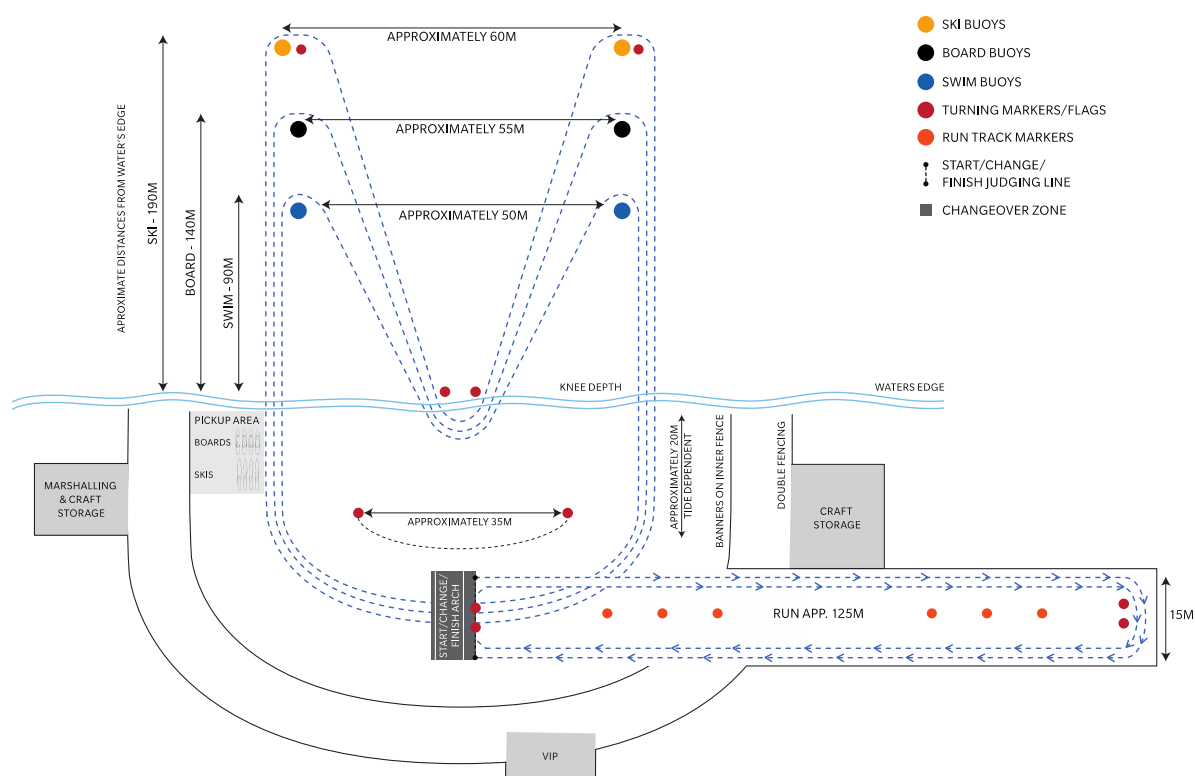 APPROXIMATELY 60M
SKI BUOYS
BOARD BUOYS
SWIM BUOYS
TURNING MARKERS/FLAGS
RUN TRACK MARKERS
START/CHANGE/
FINISH JUDGING LINE
CHANGEOVER ZONE
APPROXIMATELY 55M
APPROXIMATELY 50M
APROXIMATE DISTANCES FROM WATER'S EDGE
SKI - 190M
BOARD - 140M
SWIM - 90M
KNEE DEPTH
WATERS EDGE
PICKUP AREA
BOARDS
SKIS
MARSHALLING
& CRAFT
STORAGE
APPROXIMATELY 35M
APPROXIMATELY 20M
TIDE DEPENDENT
BANNERS ON INNER FENCE
DOUBLE FENCING
CRAFT
STORAGE
START/CHANGE/
FINISH ARCH
RUN APP. 125M
15M
VIP